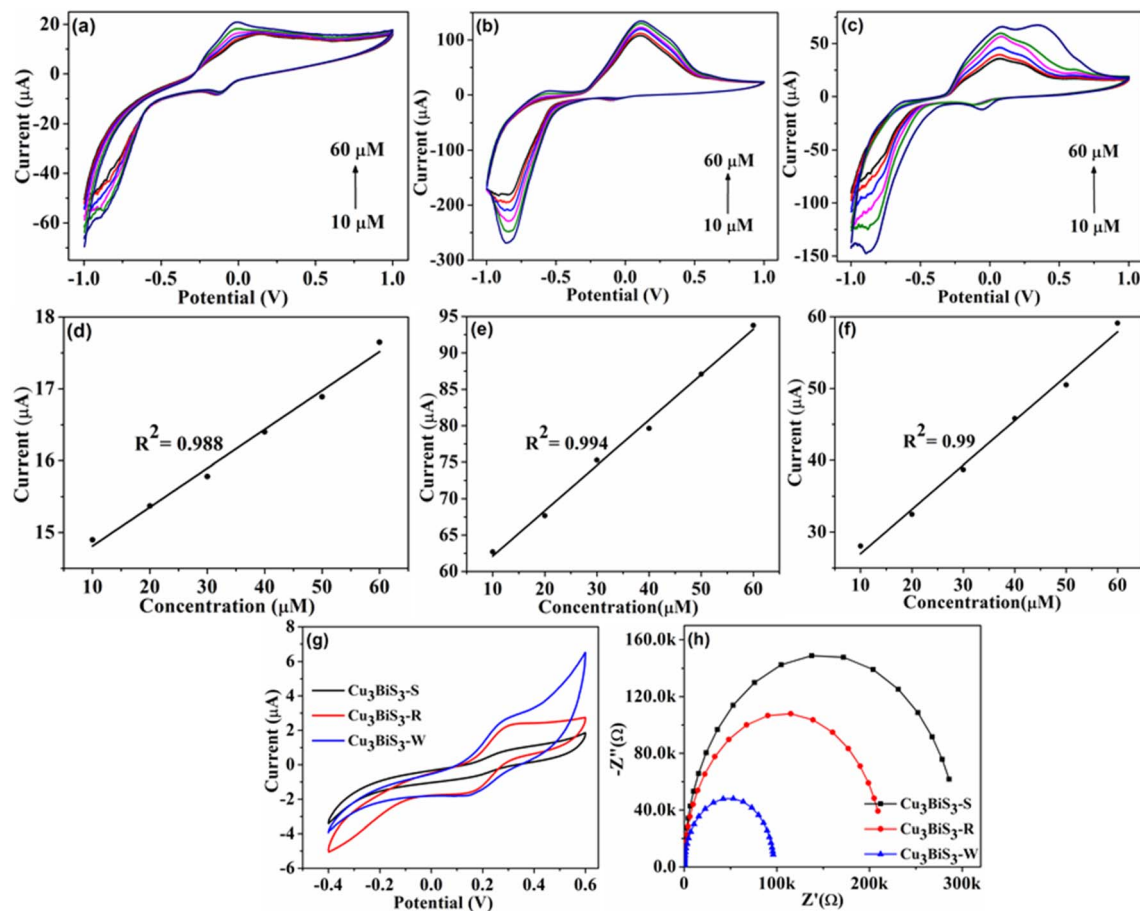 (a)
20
0
-20
-40
-60
Current (µA)
60 µM
10 µM
-1.0 -0.5 0.0 0.5 1.0
Potential (V)
(b)
100
0
-100
-200
-300
Current (µA)
60 µM
10 µM
-1.0 -0.5 0.0 0.5 1.0
Potential (V)
(c)
50
0
-50
-100
-150
Current (µA)
60 µM
10 µM
-1.0 -0.5 0.0 0.5 1.0
Potential (V)
(d)
18
17
16
15
Current (µA)
R² = 0.988
10 20 30 40 50 60
Concentration (µM)
(e)
95
90
85
80
75
70
65
60
Current (µA)
R² = 0.994
10 20 30 40 50 60
Concentration(µM)
(f)
60
50
40
30
Current (µA)
R² = 0.99
10 20 30 40 50 60
Concentration(µM)
(g)
8
6
4
2
0
-2
-4
-6
Current (µA)
Cu₃BiS₃-S
Cu₃BiS₃-R
Cu₃BiS₃-W
-0.4 -0.2 0.0 0.2 0.4 0.6
Potential (V)
(h)
160.0k
120.0k
80.0k
40.0k
0.0
-Z''(Ω)
Cu₃BiS₃-S
Cu₃BiS₃-R
Cu₃BiS₃-W
0 100k 200k 300k
Z'(Ω)